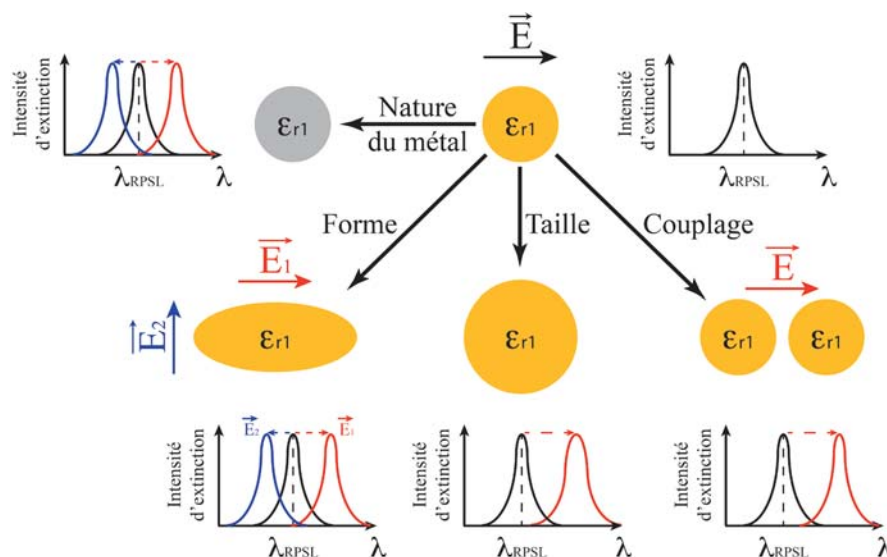 E
Intensité
d'extinction
λRPSL
λ
εr1
Nature
du métal
εr1
Intensité
d'extinction
λRPSL
λ
Forme
Taille
Couplage
E1
E2
εr1
εr1
E
εr1
εr1
Intensité
d'extinction
E2
E1
λRPSL
λ
Intensité
d'extinction
λRPSL
λ
Intensité
d'extinction
λRPSL
λ